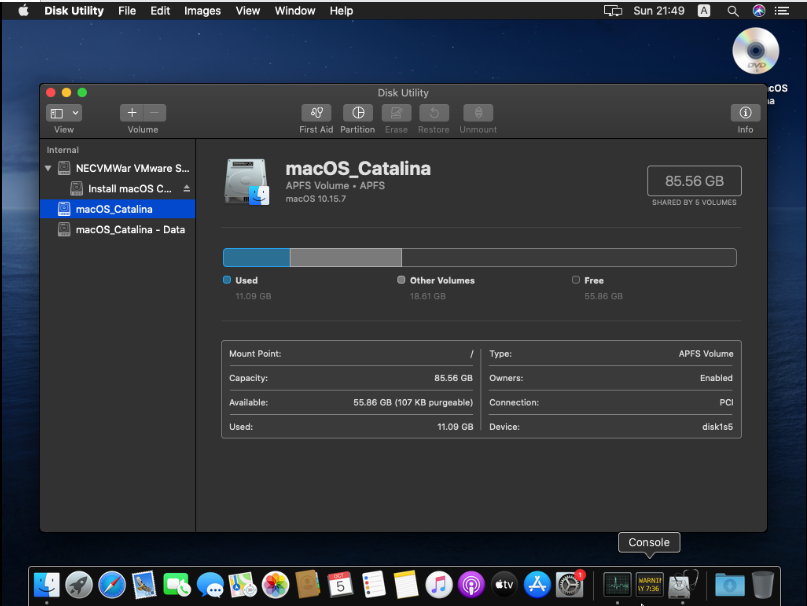 Disk Utility File Edit Images View Window Help Sun 21:49 A
DVD
cOS
Disk Utility
View Volume First Aid Partition Erase Restore Unmount Info
Internal
NECVMWar VMware S...
Install macOS C...
macOS_Catalina
macOS_Catalina - Data
macOS_Catalina
APFS Volume • APFS
macOS 10.15.7
85.56 GB
SHARED BY 5 VOLUMES
Used
11.09 GB
Other Volumes
18.61 GB
Free
55.86 GB
Mount Point: /
Capacity: 85.56 GB
Available: 55.86 GB (107 KB purgeable)
Used: 11.09 GB
Type: APFS Volume
Owners: Enabled
Connection: PCI
Device: disk1s5
Console
OCT
5
tv
1
WARNIN